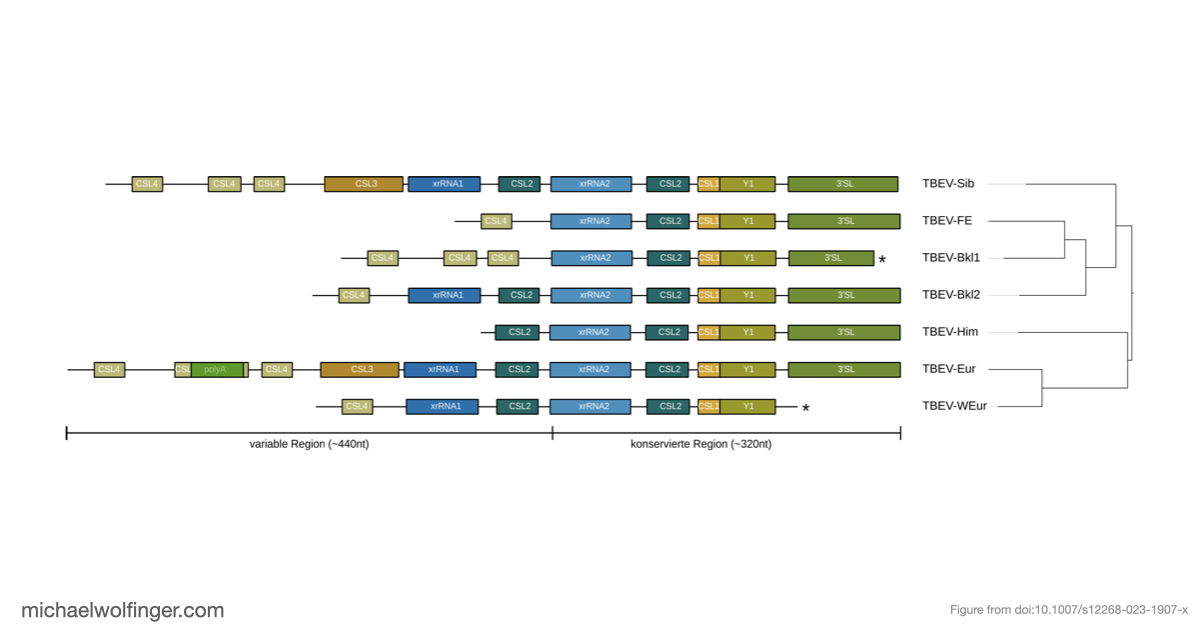 CSL4 CSL4 CSL4 CSL3 xrRNA1 CSL2 xrRNA2 CSL2 CSL1 Y1 3'SL TBEV-Sib
CSL4 xrRNA2 CSL2 CSL1 Y1 3'SL TBEV-FE
CSL4 CSL4 CSL4 xrRNA2 CSL2 CSL1 Y1 3'SL * TBEV-Bkl1
CSL4 xrRNA1 CSL2 xrRNA2 CSL2 CSL1 Y1 3'SL TBEV-Bkl2
CSL2 xrRNA2 CSL2 CSL1 Y1 3'SL TBEV-Him
CSL4 CSL polyA CSL4 CSL3 xrRNA1 CSL2 xrRNA2 CSL2 CSL1 Y1 3'SL TBEV-Eur
CSL4 xrRNA1 CSL2 xrRNA2 CSL2 CSL1 Y1 * TBEV-WEur
variable Region (~440nt) konservierte Region (~320nt)
michaelwolfinger.com
Figure from doi:10.1007/s12268-023-1907-x